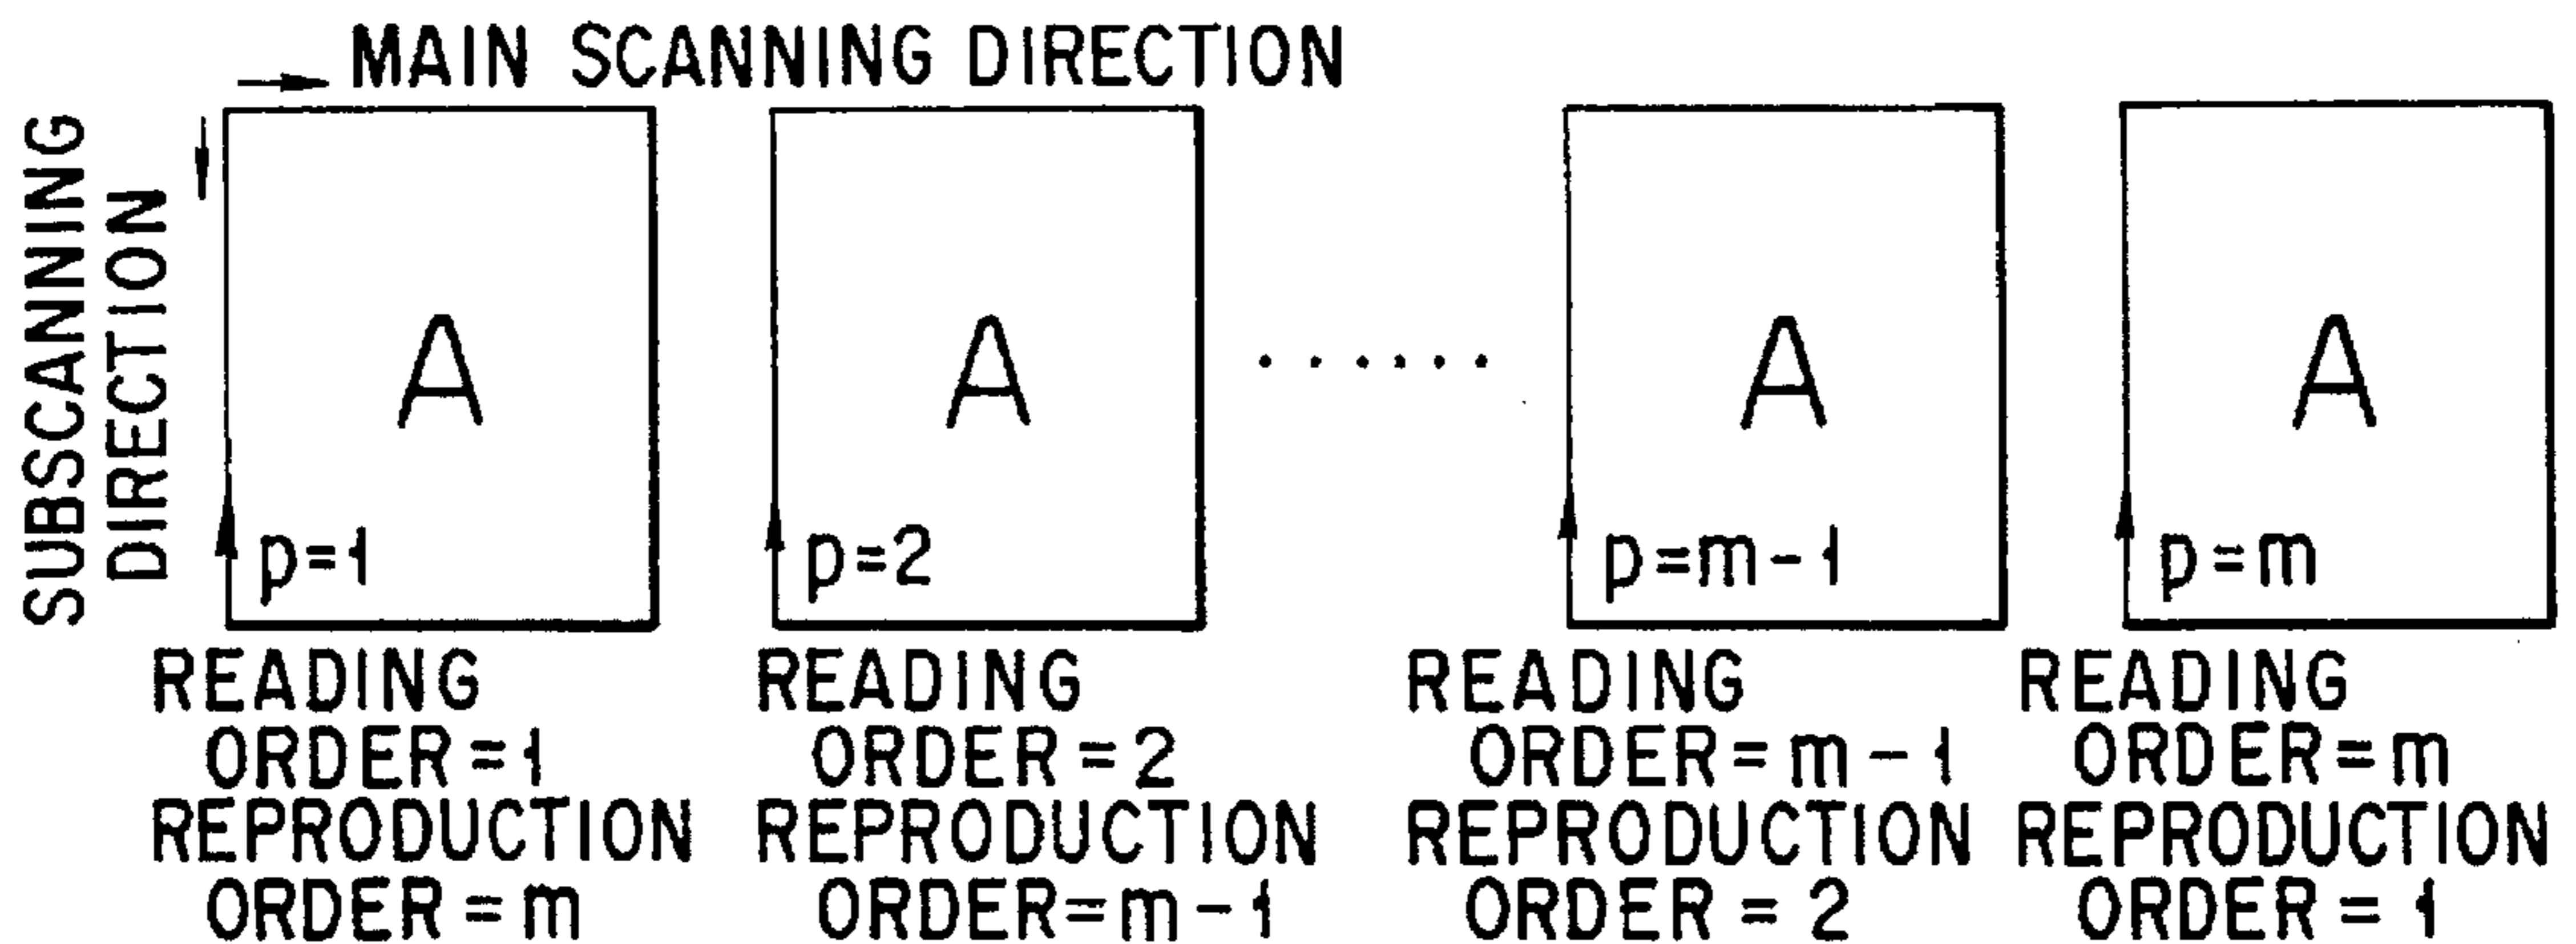 MAIN SCANNING DIRECTION
SUBSCANNING
DIRECTION
A A ...... A A
p=1 p=2 p=m-1 p=m
READING READING READING READING
ORDER=1 ORDER=2 ORDER=m-1 ORDER=m
REPRODUCTION REPRODUCTION REPRODUCTION REPRODUCTION
ORDER=m ORDER=m-1 ORDER=2 ORDER=1